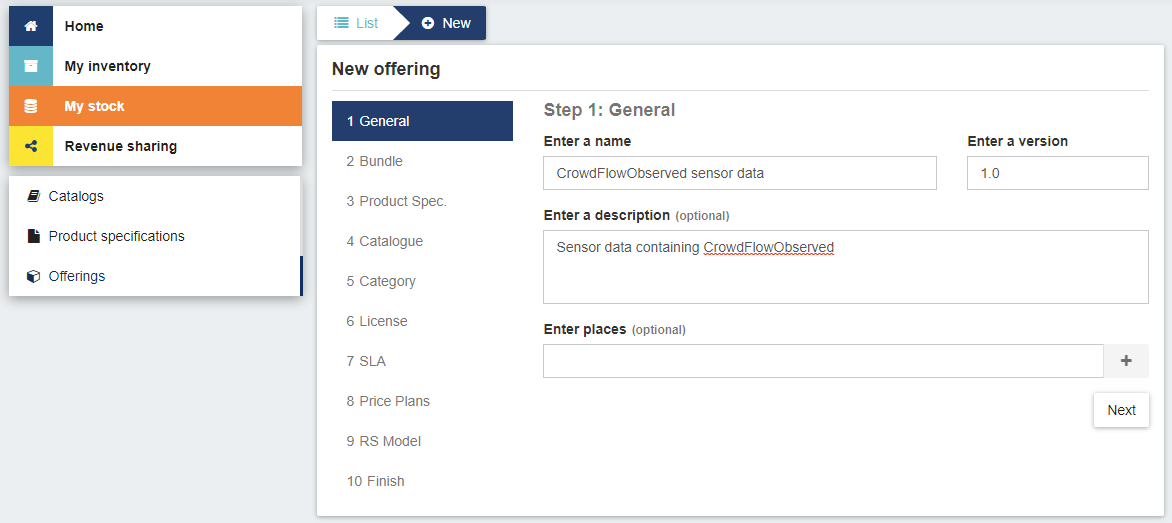 Home
My inventory
My stock
Revenue sharing
Catalogs
Product specifications
Offerings
List
New
New offering
1 General
2 Bundle
3 Product Spec.
4 Catalogue
5 Category
6 License
7 SLA
8 Price Plans
9 RS Model
10 Finish
Step 1: General
Enter a name
CrowdFlowObserved sensor data
Enter a version
1.0
Enter a description (optional)
Sensor data containing CrowdFlowObserved
Enter places (optional)
Next